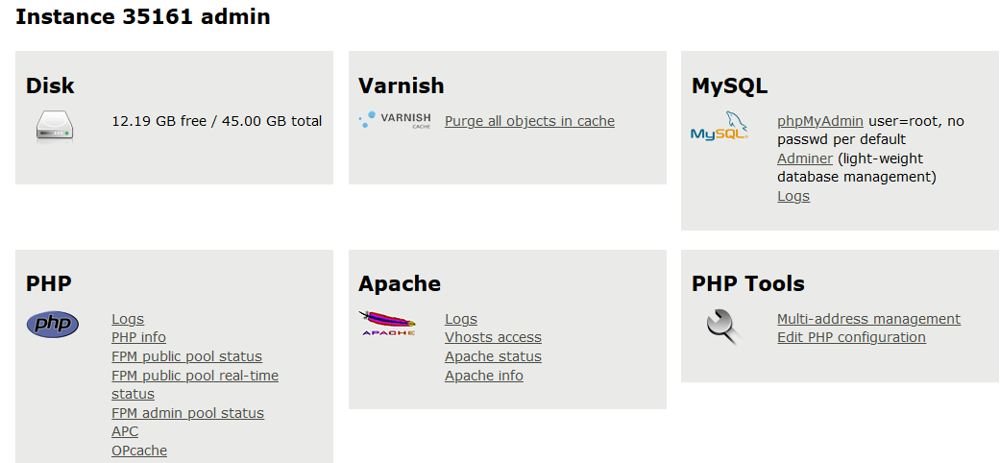 Instance 35161 admin
Disk
12.19 GB free / 45.00 GB total
Varnish
VARNISH
CACHE
Purge all objects in cache
MySQL
MySQL
phpMyAdmin user=root, no
passwd per default
Adminer (light-weight
database management)
Logs
PHP
php
Logs
PHP info
FPM public pool status
FPM public pool real-time
status
FPM admin pool status
APC
OPcache
Apache
APACHE
Logs
Vhosts access
Apache status
Apache info
PHP Tools
Multi-address management
Edit PHP configuration